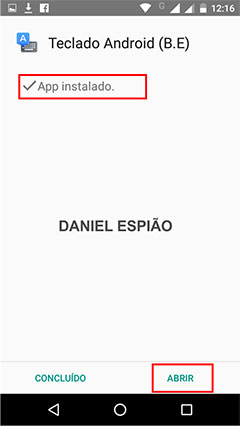 G
12:16
Teclado Android (B.E)
App instalado.
DANIEL ESPIÃO
CONCLUÍDO
ABRIR